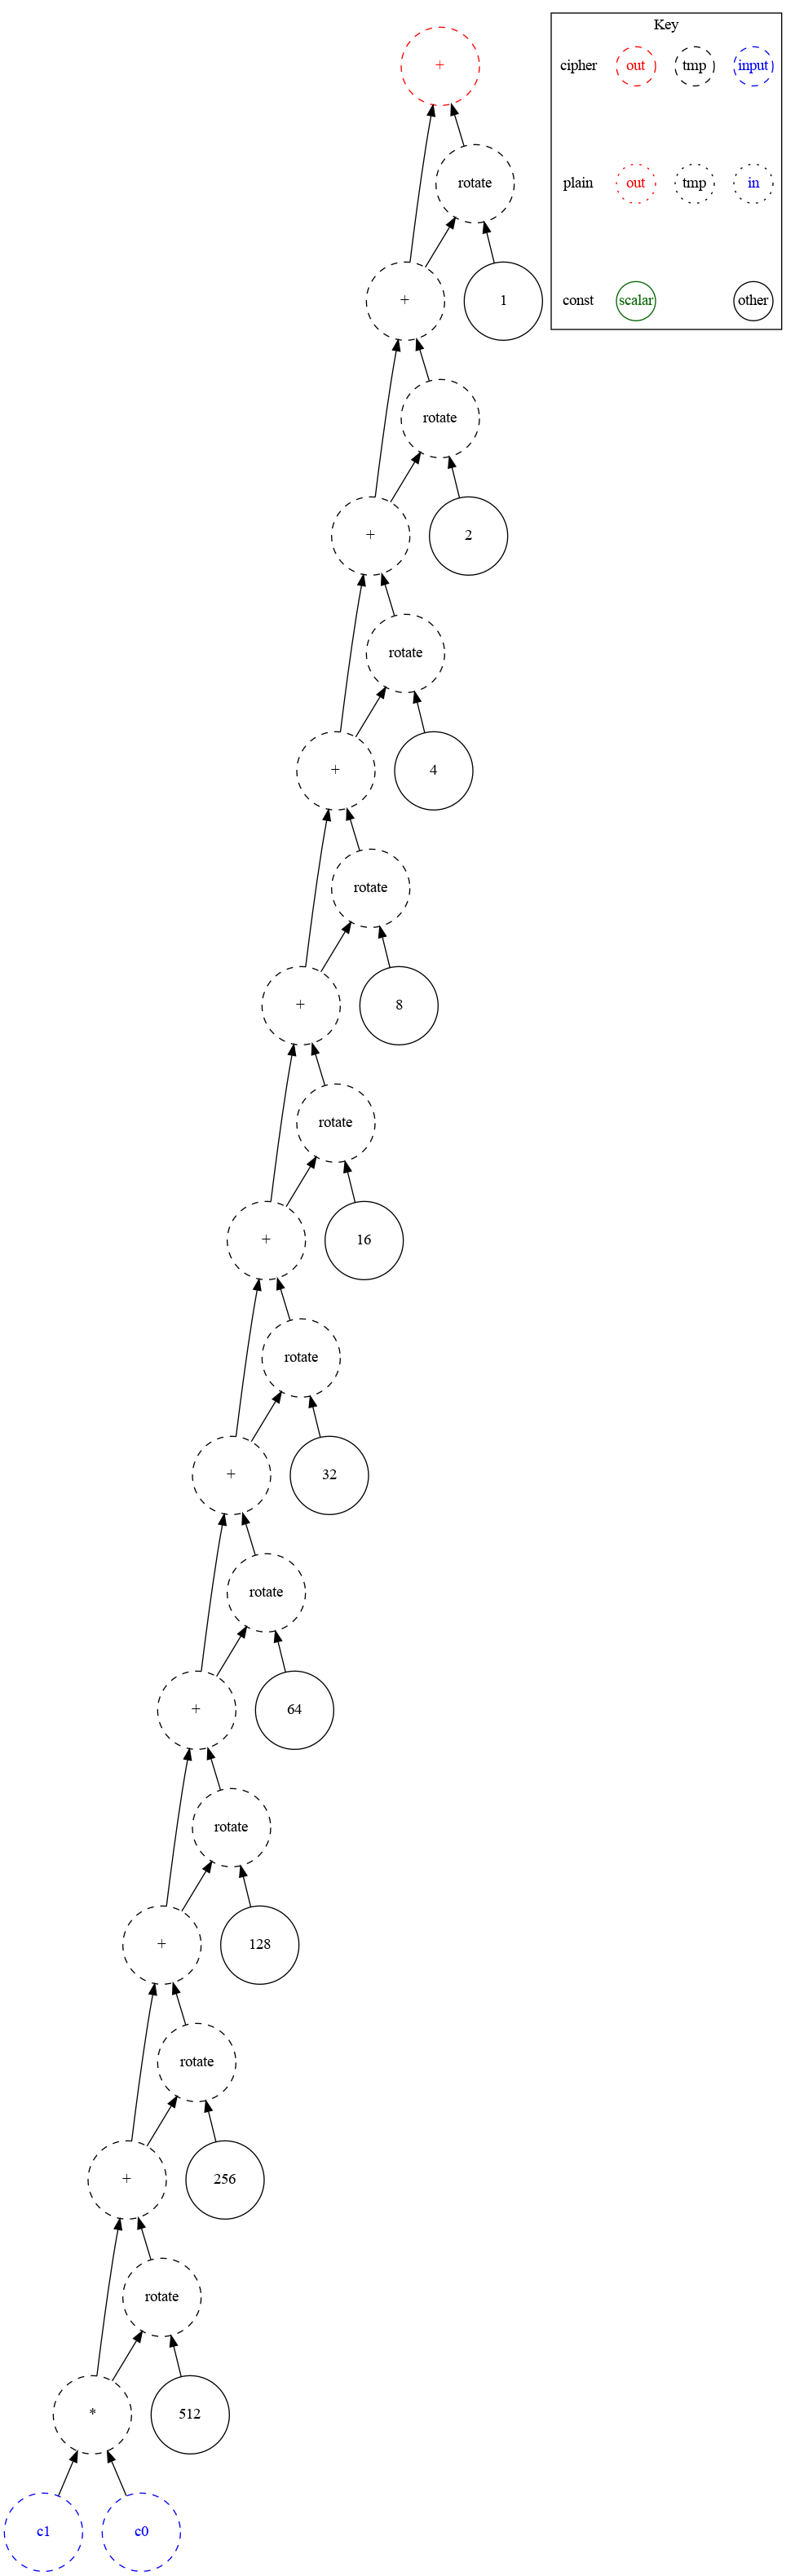 Key
cipher out tmp input
plain out tmp in
const scalar other
+
rotate
+ 1
rotate
+ 2
rotate
+ 4
rotate
+ 8
rotate
+ 16
rotate
+ 32
rotate
+ 64
rotate
+ 128
rotate
+ 256
rotate
* 512
c1 c0